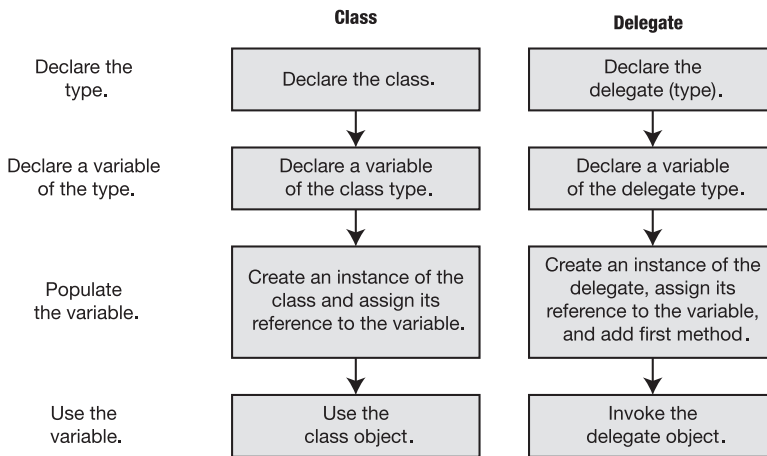 Class
Delegate
Declare the
type.
Declare the class.
Declare the
delegate (type).
Declare a variable
of the type.
Declare a variable
of the class type.
Declare a variable
of the delegate type.
Populate
the variable.
Create an instance of the
class and assign its
reference to the variable.
Create an instance of the
delegate, assign its
reference to the variable,
and add first method.
Use the
variable.
Use the
class object.
Invoke the
delegate object.